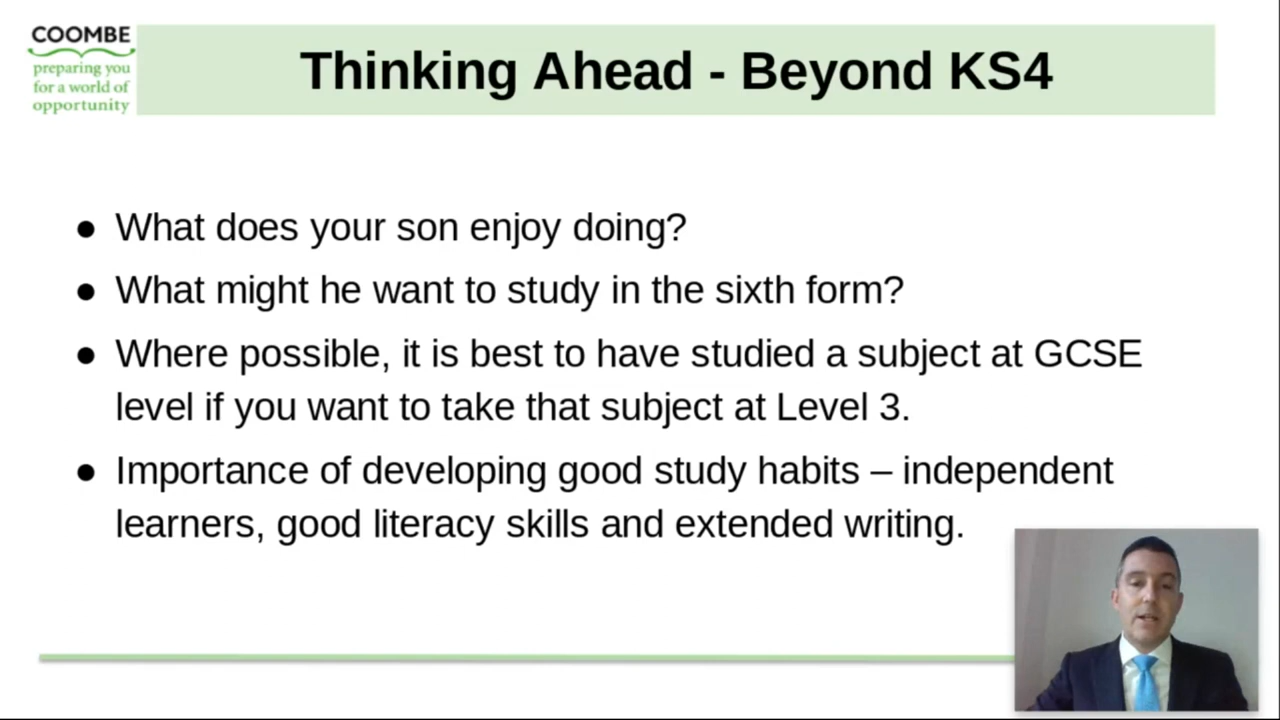 COOMBE
preparing you
for a world of
opportunity
Thinking Ahead - Beyond KS4
● What does your son enjoy doing?
● What might he want to study in the sixth form?
● Where possible, it is best to have studied a subject at GCSE
level if you want to take that subject at Level 3.
● Importance of developing good study habits – independent
learners, good literacy skills and extended writing.